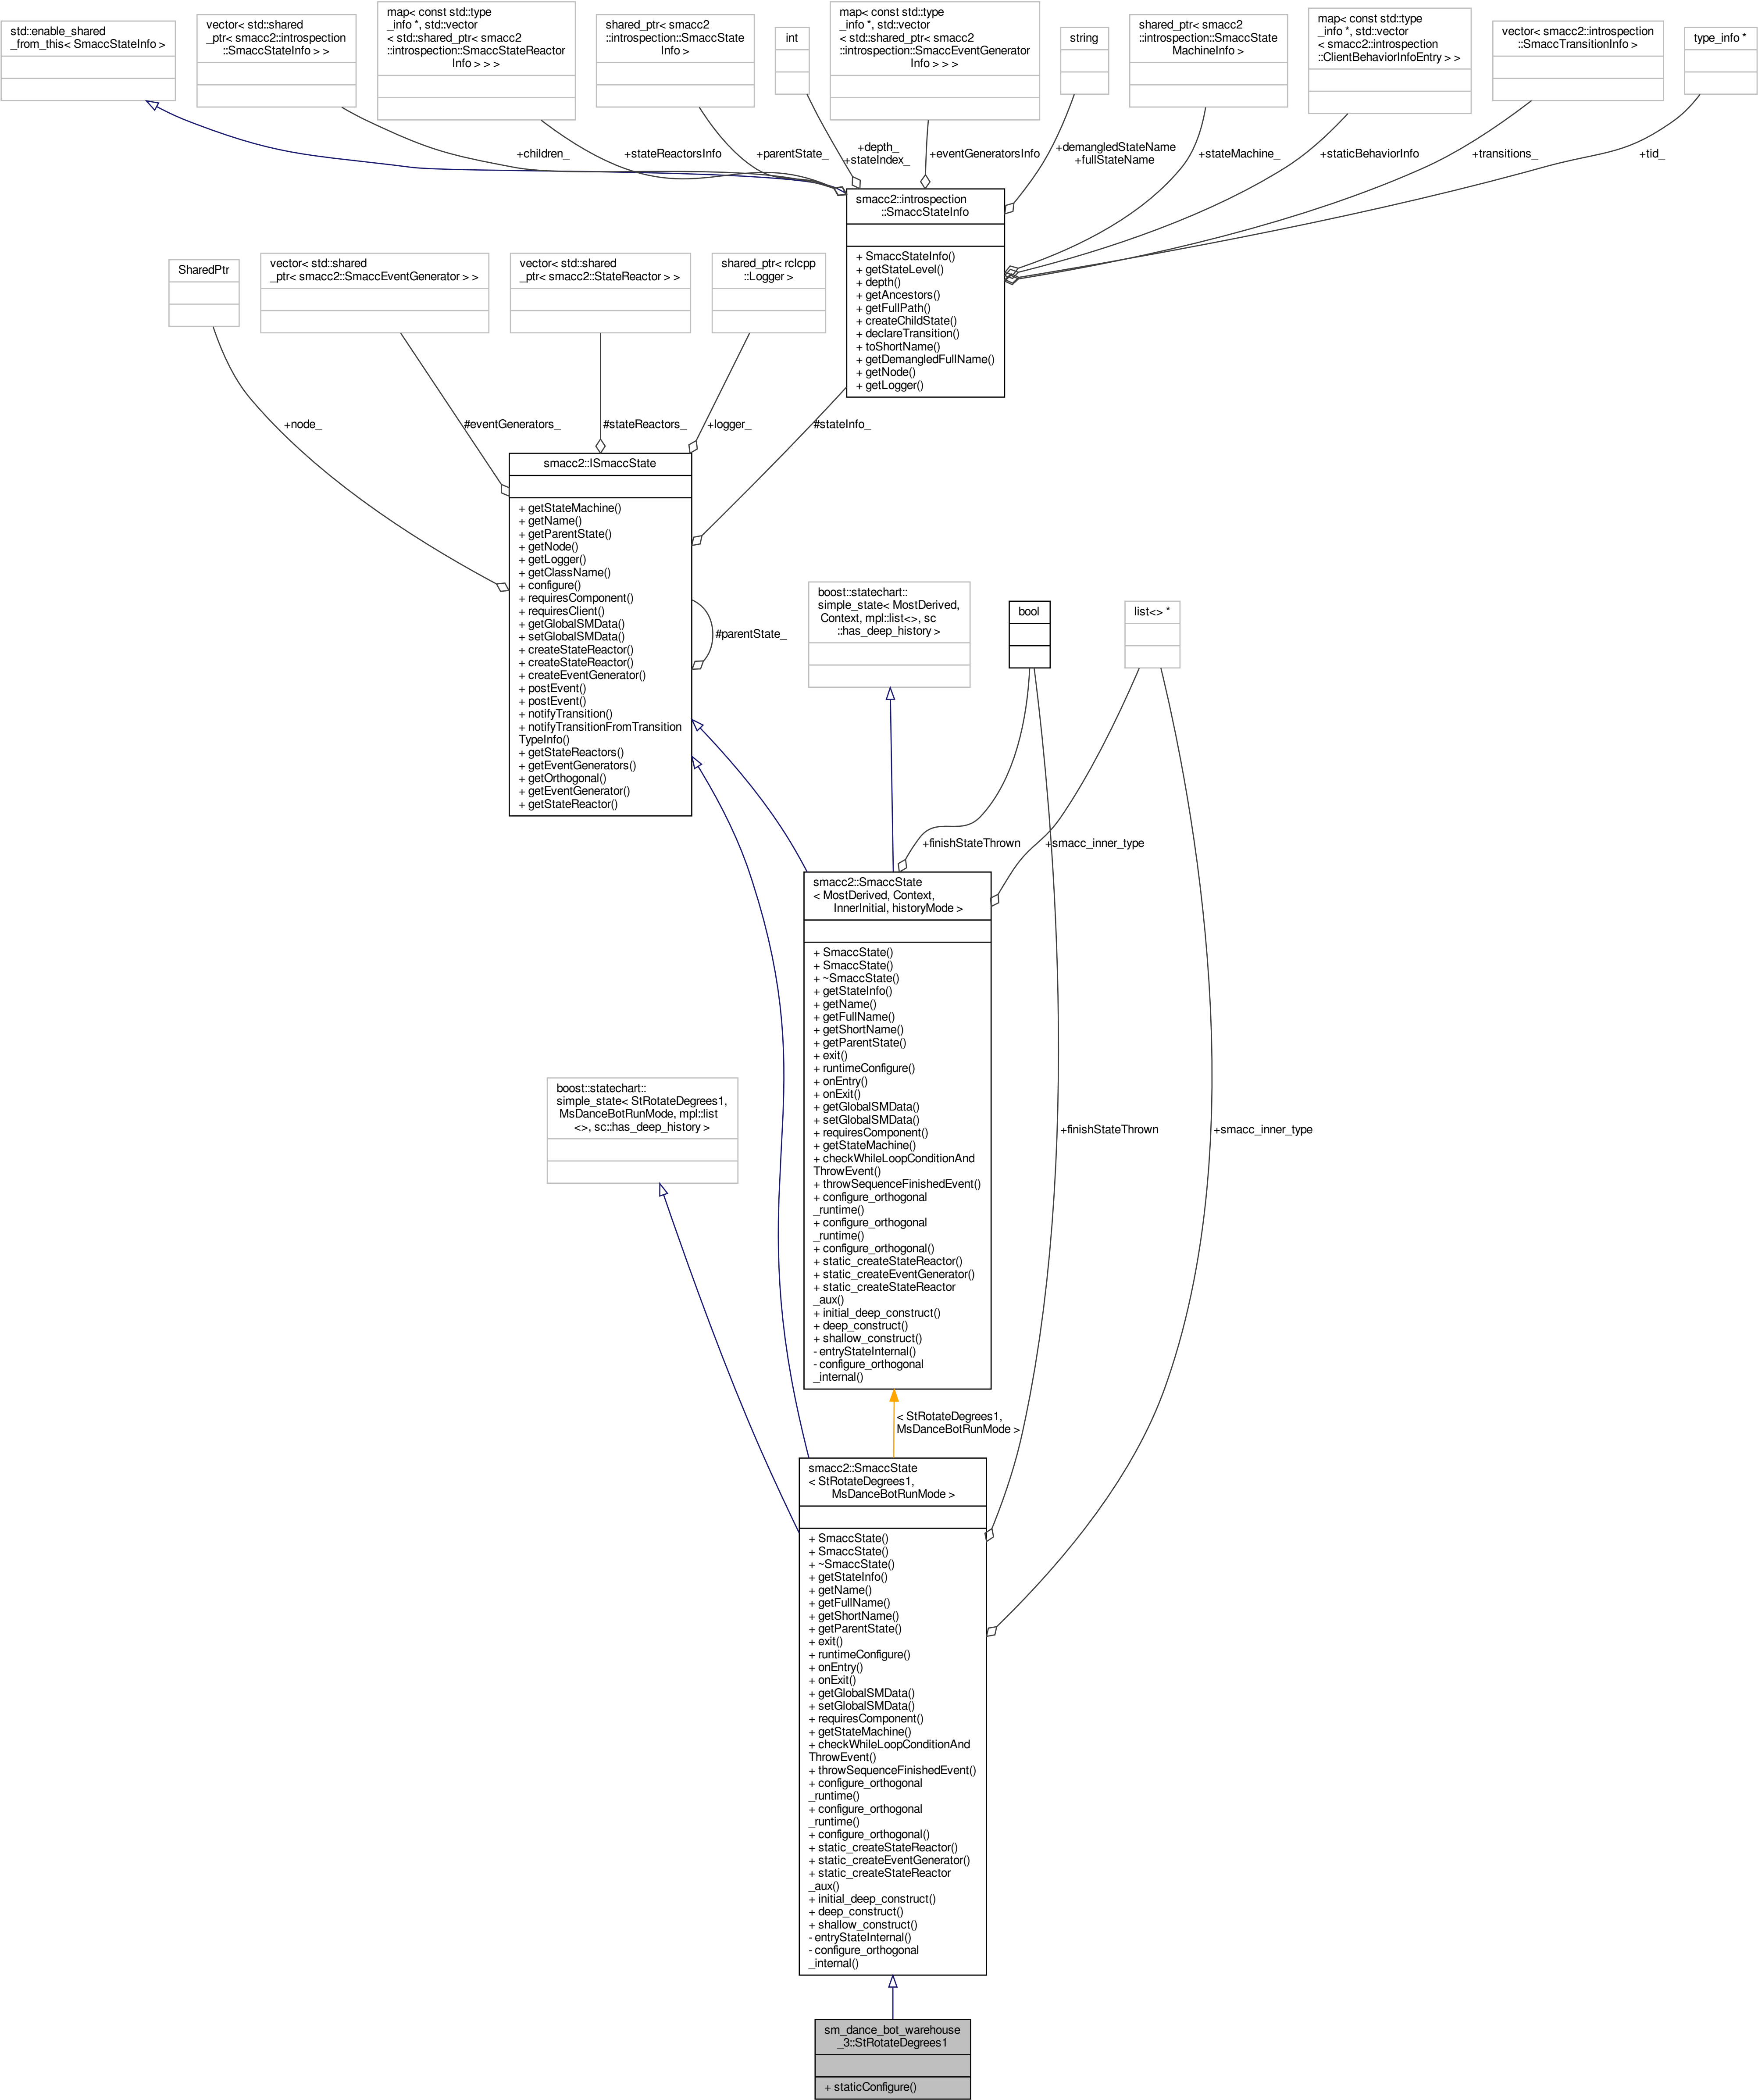 std::enable_shared
_from_this< SmaccStateInfo >
vector< std::shared
_ptr< smacc2::introspection
::SmaccStateInfo > >
map< const std::type
_info *, std::vector
< std::shared_ptr< smacc2
::introspection::SmaccStateReactor
Info > > >
shared_ptr< smacc2
::introspection::SmaccState
Info >
int
map< const std::type
_info *, std::vector
< std::shared_ptr< smacc2
::introspection::SmaccEventGenerator
Info > > >
string
shared_ptr< smacc2
::introspection::SmaccState
MachineInfo >
map< const std::type
_info *, std::vector
< smacc2::introspection
::ClientBehaviorInfoEntry > >
vector< smacc2::introspection
::SmaccTransitionInfo >
type_info *
+children_
+stateReactorsInfo
+parentState_
+depth_
+stateIndex_
+eventGeneratorsInfo
+demangledStateName
+fullStateName
+stateMachine_
+staticBehaviorInfo
+transitions_
+tid_
smacc2::introspection
::SmaccStateInfo
+ SmaccStateInfo()
+ getStateLevel()
+ depth()
+ getAncestors()
+ getFullPath()
+ createChildState()
+ declareTransition()
+ toShortName()
+ getDemangledFullName()
+ getNode()
+ getLogger()
SharedPtr
vector< std::shared
_ptr< smacc2::SmaccEventGenerator > >
vector< std::shared
_ptr< smacc2::StateReactor > >
shared_ptr< rclcpp
::Logger >
+node_
#eventGenerators_
#stateReactors_
+logger_
#stateInfo_
smacc2::ISmaccState
+ getStateMachine()
+ getName()
+ getParentState()
+ getNode()
+ getLogger()
+ getClassName()
+ configure()
+ requiresComponent()
+ requiresClient()
+ getGlobalSMData()
+ setGlobalSMData()
+ createStateReactor()
+ createStateReactor()
+ createEventGenerator()
+ postEvent()
+ postEvent()
+ notifyTransition()
+ notifyTransitionFromTransition
TypeInfo()
+ getStateReactors()
+ getEventGenerators()
+ getOrthogonal()
+ getEventGenerator()
+ getStateReactor()
#parentState_
boost::statechart::
simple_state< MostDerived,
Context, mpl::list<>, sc
::has_deep_history >
bool
list<> *
+finishStateThrown
+smacc_inner_type
smacc2::SmaccState
< MostDerived, Context,
InnerInitial, historyMode >
+ SmaccState()
+ SmaccState()
+ ~SmaccState()
+ getStateInfo()
+ getName()
+ getFullName()
+ getShortName()
+ getParentState()
+ exit()
+ runtimeConfigure()
+ onEntry()
+ onExit()
+ getGlobalSMData()
+ setGlobalSMData()
+ requiresComponent()
+ getStateMachine()
+ checkWhileLoopConditionAnd
ThrowEvent()
+ throwSequenceFinishedEvent()
+ configure_orthogonal
_runtime()
+ configure_orthogonal
_runtime()
+ configure_orthogonal()
+ static_createStateReactor()
+ static_createEventGenerator()
+ static_createStateReactor
_aux()
+ initial_deep_construct()
+ deep_construct()
+ shallow_construct()
- entryStateInternal()
- configure_orthogonal
_internal()
boost::statechart::
simple_state< StRotateDegrees1,
MsDanceBotRunMode, mpl::list
<>, sc::has_deep_history >
+finishStateThrown
+smacc_inner_type
< StRotateDegrees1,
MsDanceBotRunMode >
smacc2::SmaccState
< StRotateDegrees1,
MsDanceBotRunMode >
+ SmaccState()
+ SmaccState()
+ ~SmaccState()
+ getStateInfo()
+ getName()
+ getFullName()
+ getShortName()
+ getParentState()
+ exit()
+ runtimeConfigure()
+ onEntry()
+ onExit()
+ getGlobalSMData()
+ setGlobalSMData()
+ requiresComponent()
+ getStateMachine()
+ checkWhileLoopConditionAnd
ThrowEvent()
+ throwSequenceFinishedEvent()
+ configure_orthogonal
_runtime()
+ configure_orthogonal
_runtime()
+ configure_orthogonal()
+ static_createStateReactor()
+ static_createEventGenerator()
+ static_createStateReactor
_aux()
+ initial_deep_construct()
+ deep_construct()
+ shallow_construct()
- entryStateInternal()
- configure_orthogonal
_internal()
sm_dance_bot_warehouse
_3::StRotateDegrees1
+ staticConfigure()